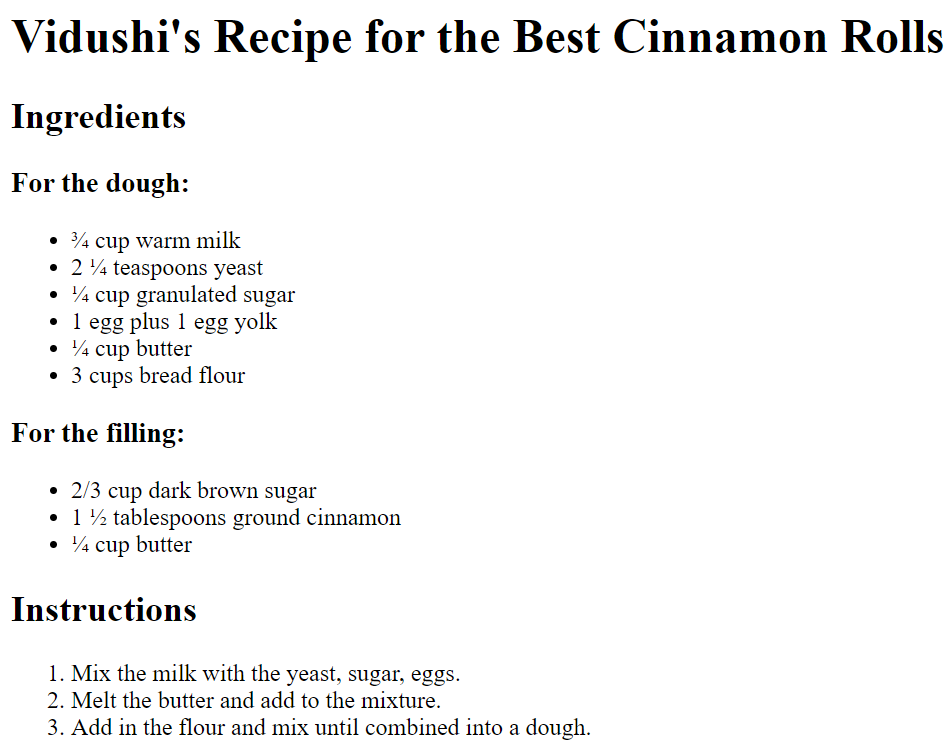 Vidushi's Recipe for the Best Cinnamon Rolls
Ingredients
For the dough:
• ¾ cup warm milk
• 2 ¼ teaspoons yeast
• ¼ cup granulated sugar
• 1 egg plus 1 egg yolk
• ¼ cup butter
• 3 cups bread flour
For the filling:
• 2/3 cup dark brown sugar
• 1 ½ tablespoons ground cinnamon
• ¼ cup butter
Instructions
1. Mix the milk with the yeast, sugar, eggs.
2. Melt the butter and add to the mixture.
3. Add in the flour and mix until combined into a dough.